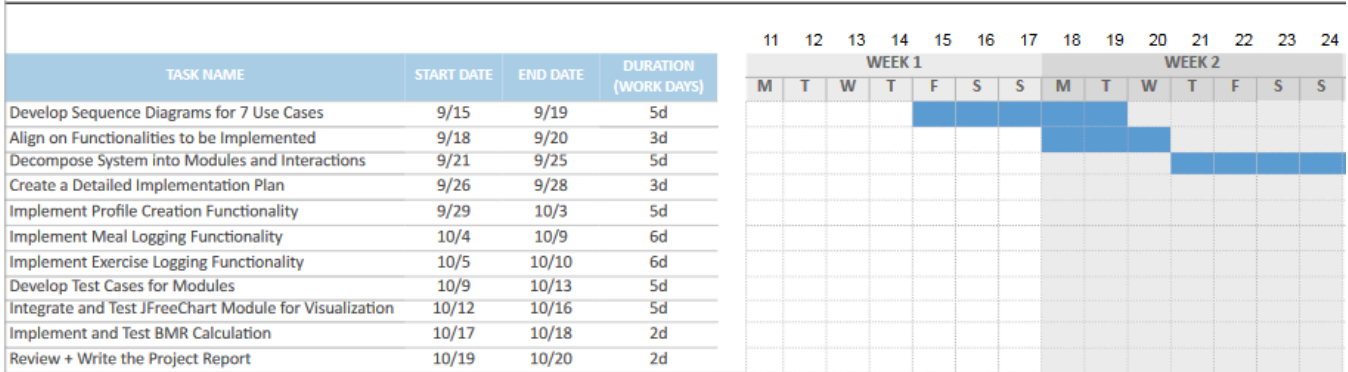 11 12 13 14 15 16 17 18 19 20 21 22 23 24
TASK NAME START DATE END DATE DURATION (WORK DAYS) WEEK 1 WEEK 2
M T W T F S S M T W T F S S
Develop Sequence Diagrams for 7 Use Cases 9/15 9/19 5d
Align on Functionalities to be Implemented 9/18 9/20 3d
Decompose System into Modules and Interactions 9/21 9/25 5d
Create a Detailed Implementation Plan 9/26 9/28 3d
Implement Profile Creation Functionality 9/29 10/3 5d
Implement Meal Logging Functionality 10/4 10/9 6d
Implement Exercise Logging Functionality 10/5 10/10 6d
Develop Test Cases for Modules 10/9 10/13 5d
Integrate and Test JFreeChart Module for Visualization 10/12 10/16 5d
Implement and Test BMR Calculation 10/17 10/18 2d
Review + Write the Project Report 10/19 10/20 2d